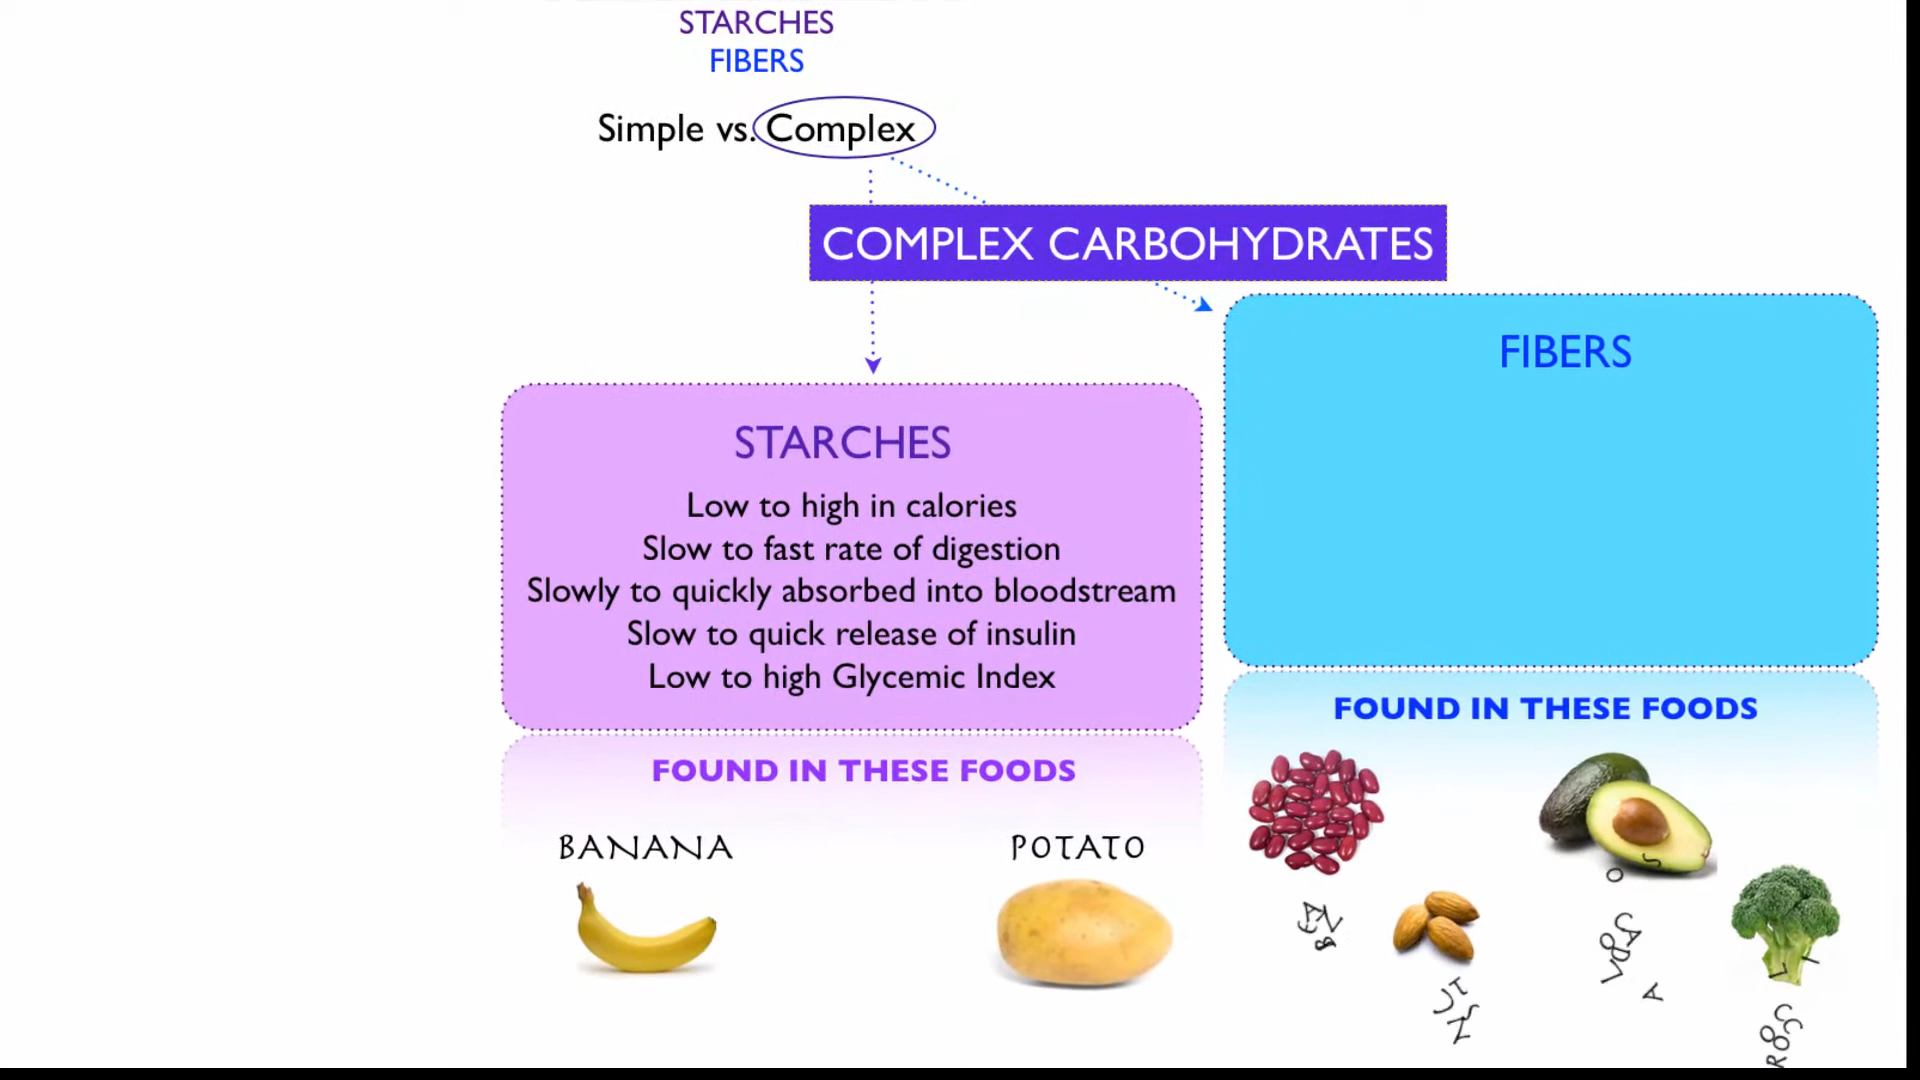 STARCHES
FIBERS
Simple vs. Complex
COMPLEX CARBOHYDRATES
FIBERS
STARCHES
Low to high in calories
Slow to fast rate of digestion
Slowly to quickly absorbed into bloodstream
Slow to quick release of insulin
Low to high Glycemic Index
FOUND IN THESE FOODS
FOUND IN THESE FOODS
BANANA
POTATO